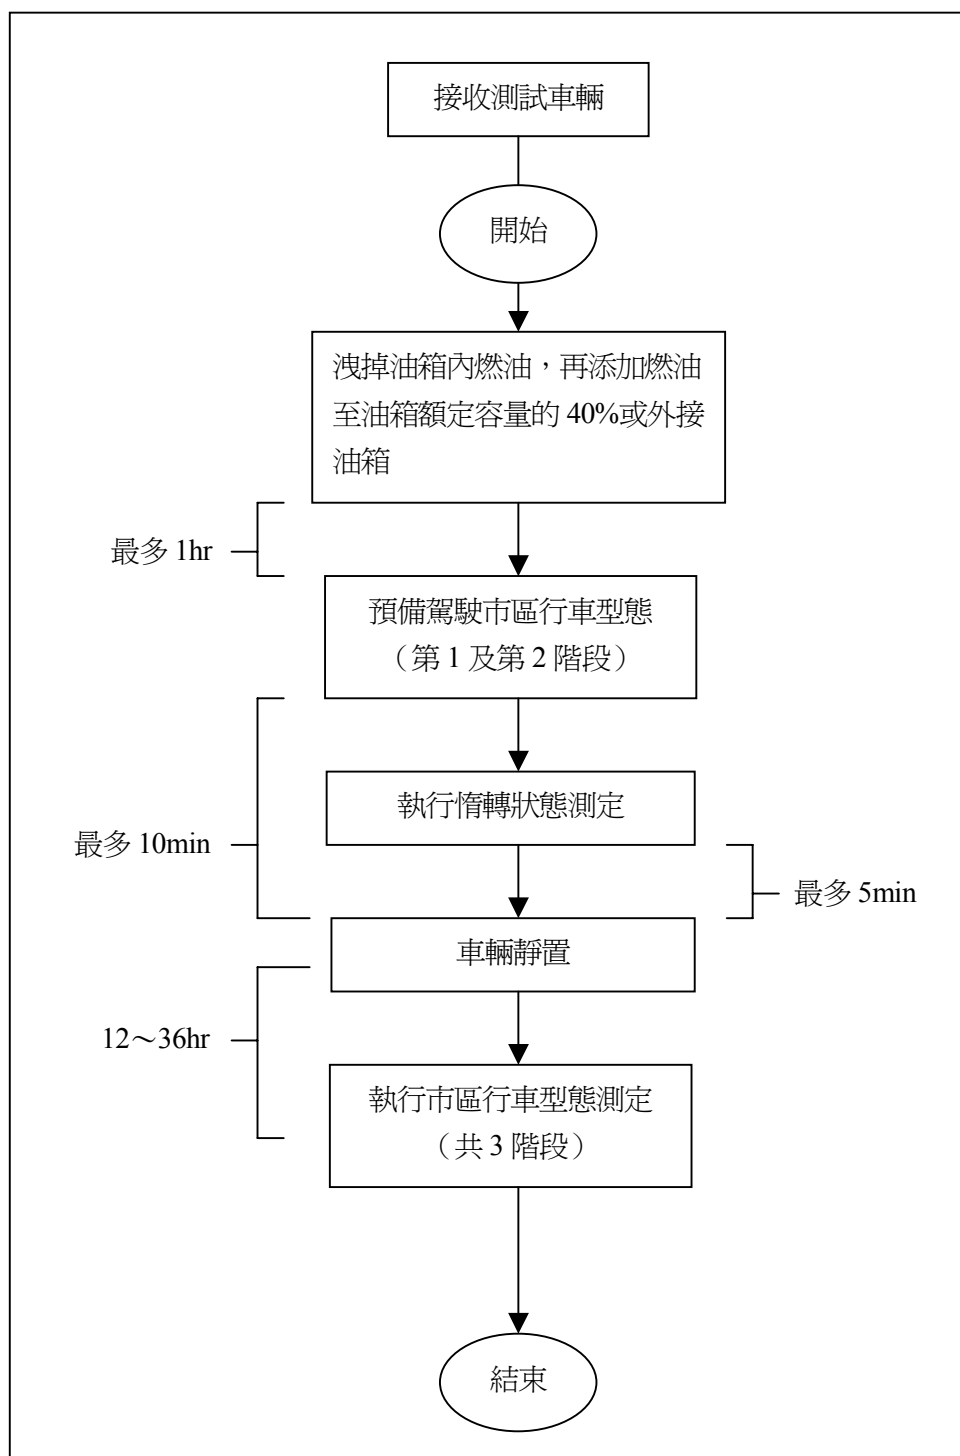 接收測試車輛
開始
洩掉油箱內燃油，再添加燃油
至油箱額定容量的 40%或外接
油箱
最多 1hr
預備駕駛市區行車型態
（第 1 及第 2 階段）
執行惰轉狀態測定
最多 10min
最多 5min
車輛靜置
12～36hr
執行市區行車型態測定
（共 3 階段）
結束